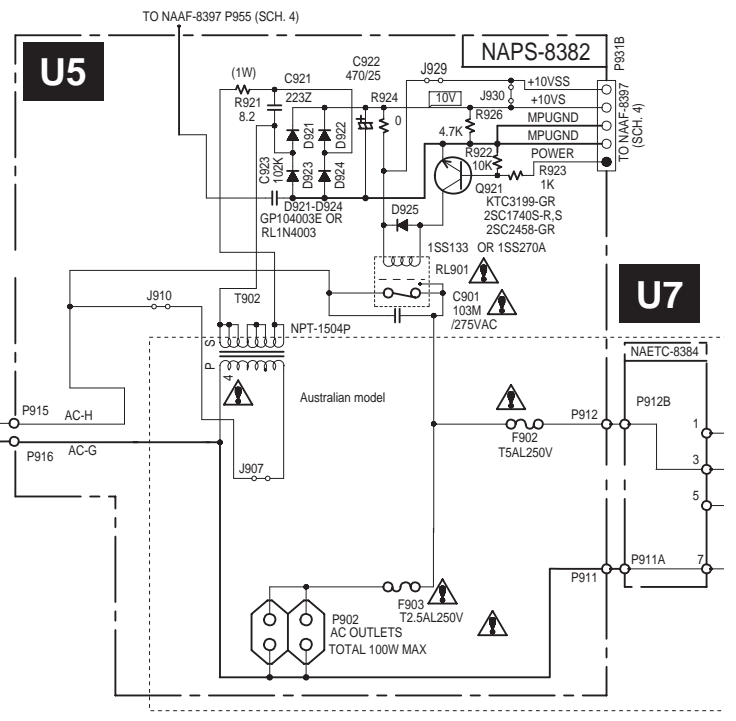 TO NAAF-8397 P955 (SCH. 4)
U5
NAPS-8382
P931B
(1W)
R921
8.2
C921
223Z
C922
470/25
R924
0
J929
10V
J930
+10VSS
+10VS
MPUGND
MPUGND
POWER
TO NAAF-8397
(SCH. 4)
R926
4.7K
R922
10K
R923
1K
Q921
KTC3199-GR
2SC1740S-R,S
2SC2458-GR
D921
D922
D923
D924
C923
102K
D921-D924
GP104003E OR
RL1N4003
D925
1SS133 OR 1SS270A
RL901
C901
103M
/275VAC
J910
T902
NPT-1504P
S
P
4
Australian model
U7
NAETC-8384
P915
AC-H
P916
AC-G
J907
F902
T5AL250V
P912
P912B
1
3
5
7
P911
P911A
F903
T2.5AL250V
P902
AC OUTLETS
TOTAL 100W MAX